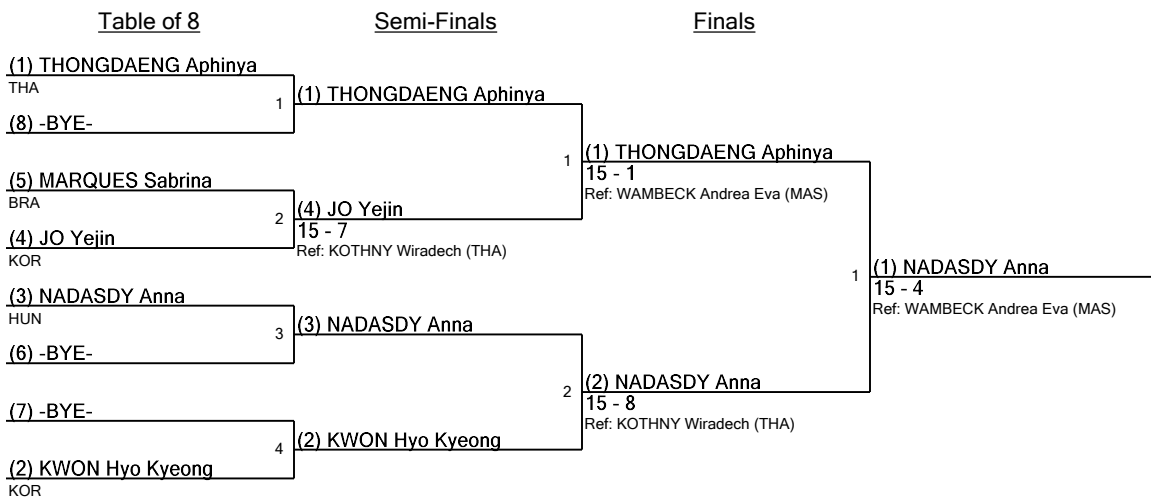 Table of 8
Semi-Finals
Finals
(1) THONGDAENG Aphinya
THA
(8) -BYE-
(5) MARQUES Sabrina
BRA
(4) JO Yejin
KOR
(3) NADASDY Anna
HUN
(6) -BYE-
(7) -BYE-
(2) KWON Hyo Kyeong
KOR
1
(1) THONGDAENG Aphinya
2
(4) JO Yejin
15 - 7
Ref: KOTHNY Wiradech (THA)
3
(3) NADASDY Anna
4
(2) KWON Hyo Kyeong
1
(1) THONGDAENG Aphinya
15 - 1
Ref: WAMBECK Andrea Eva (MAS)
2
(2) NADASDY Anna
15 - 8
Ref: KOTHNY Wiradech (THA)
1
(1) NADASDY Anna
15 - 4
Ref: WAMBECK Andrea Eva (MAS)